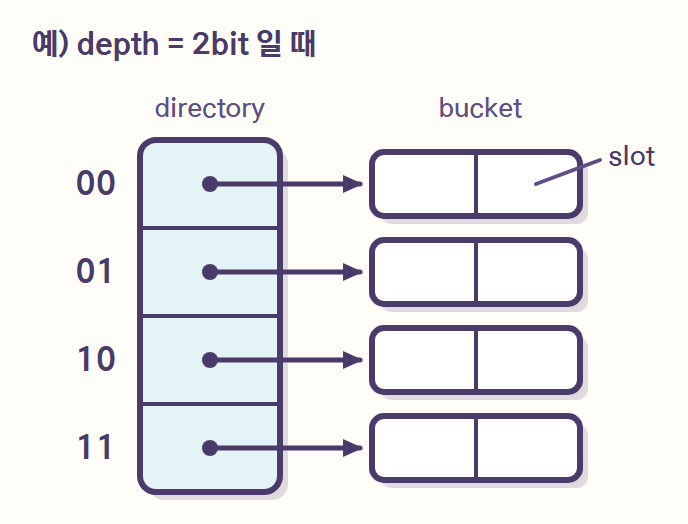 예) depth = 2bit 일 때
directory
bucket
slot
00
01
10
11